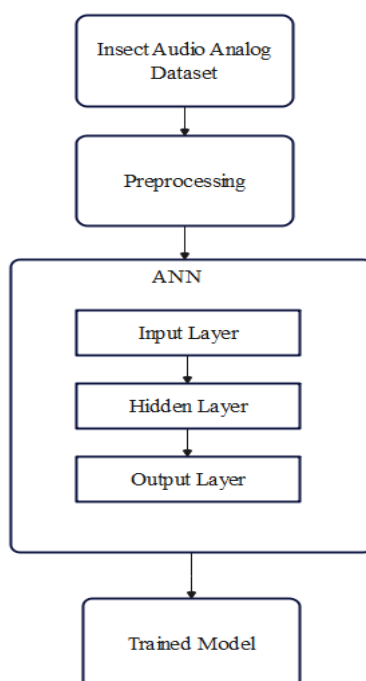 Insect Audio Analog
Dataset
Preprocessing
ANN
Input Layer
Hidden Layer
Output Layer
Trained Model